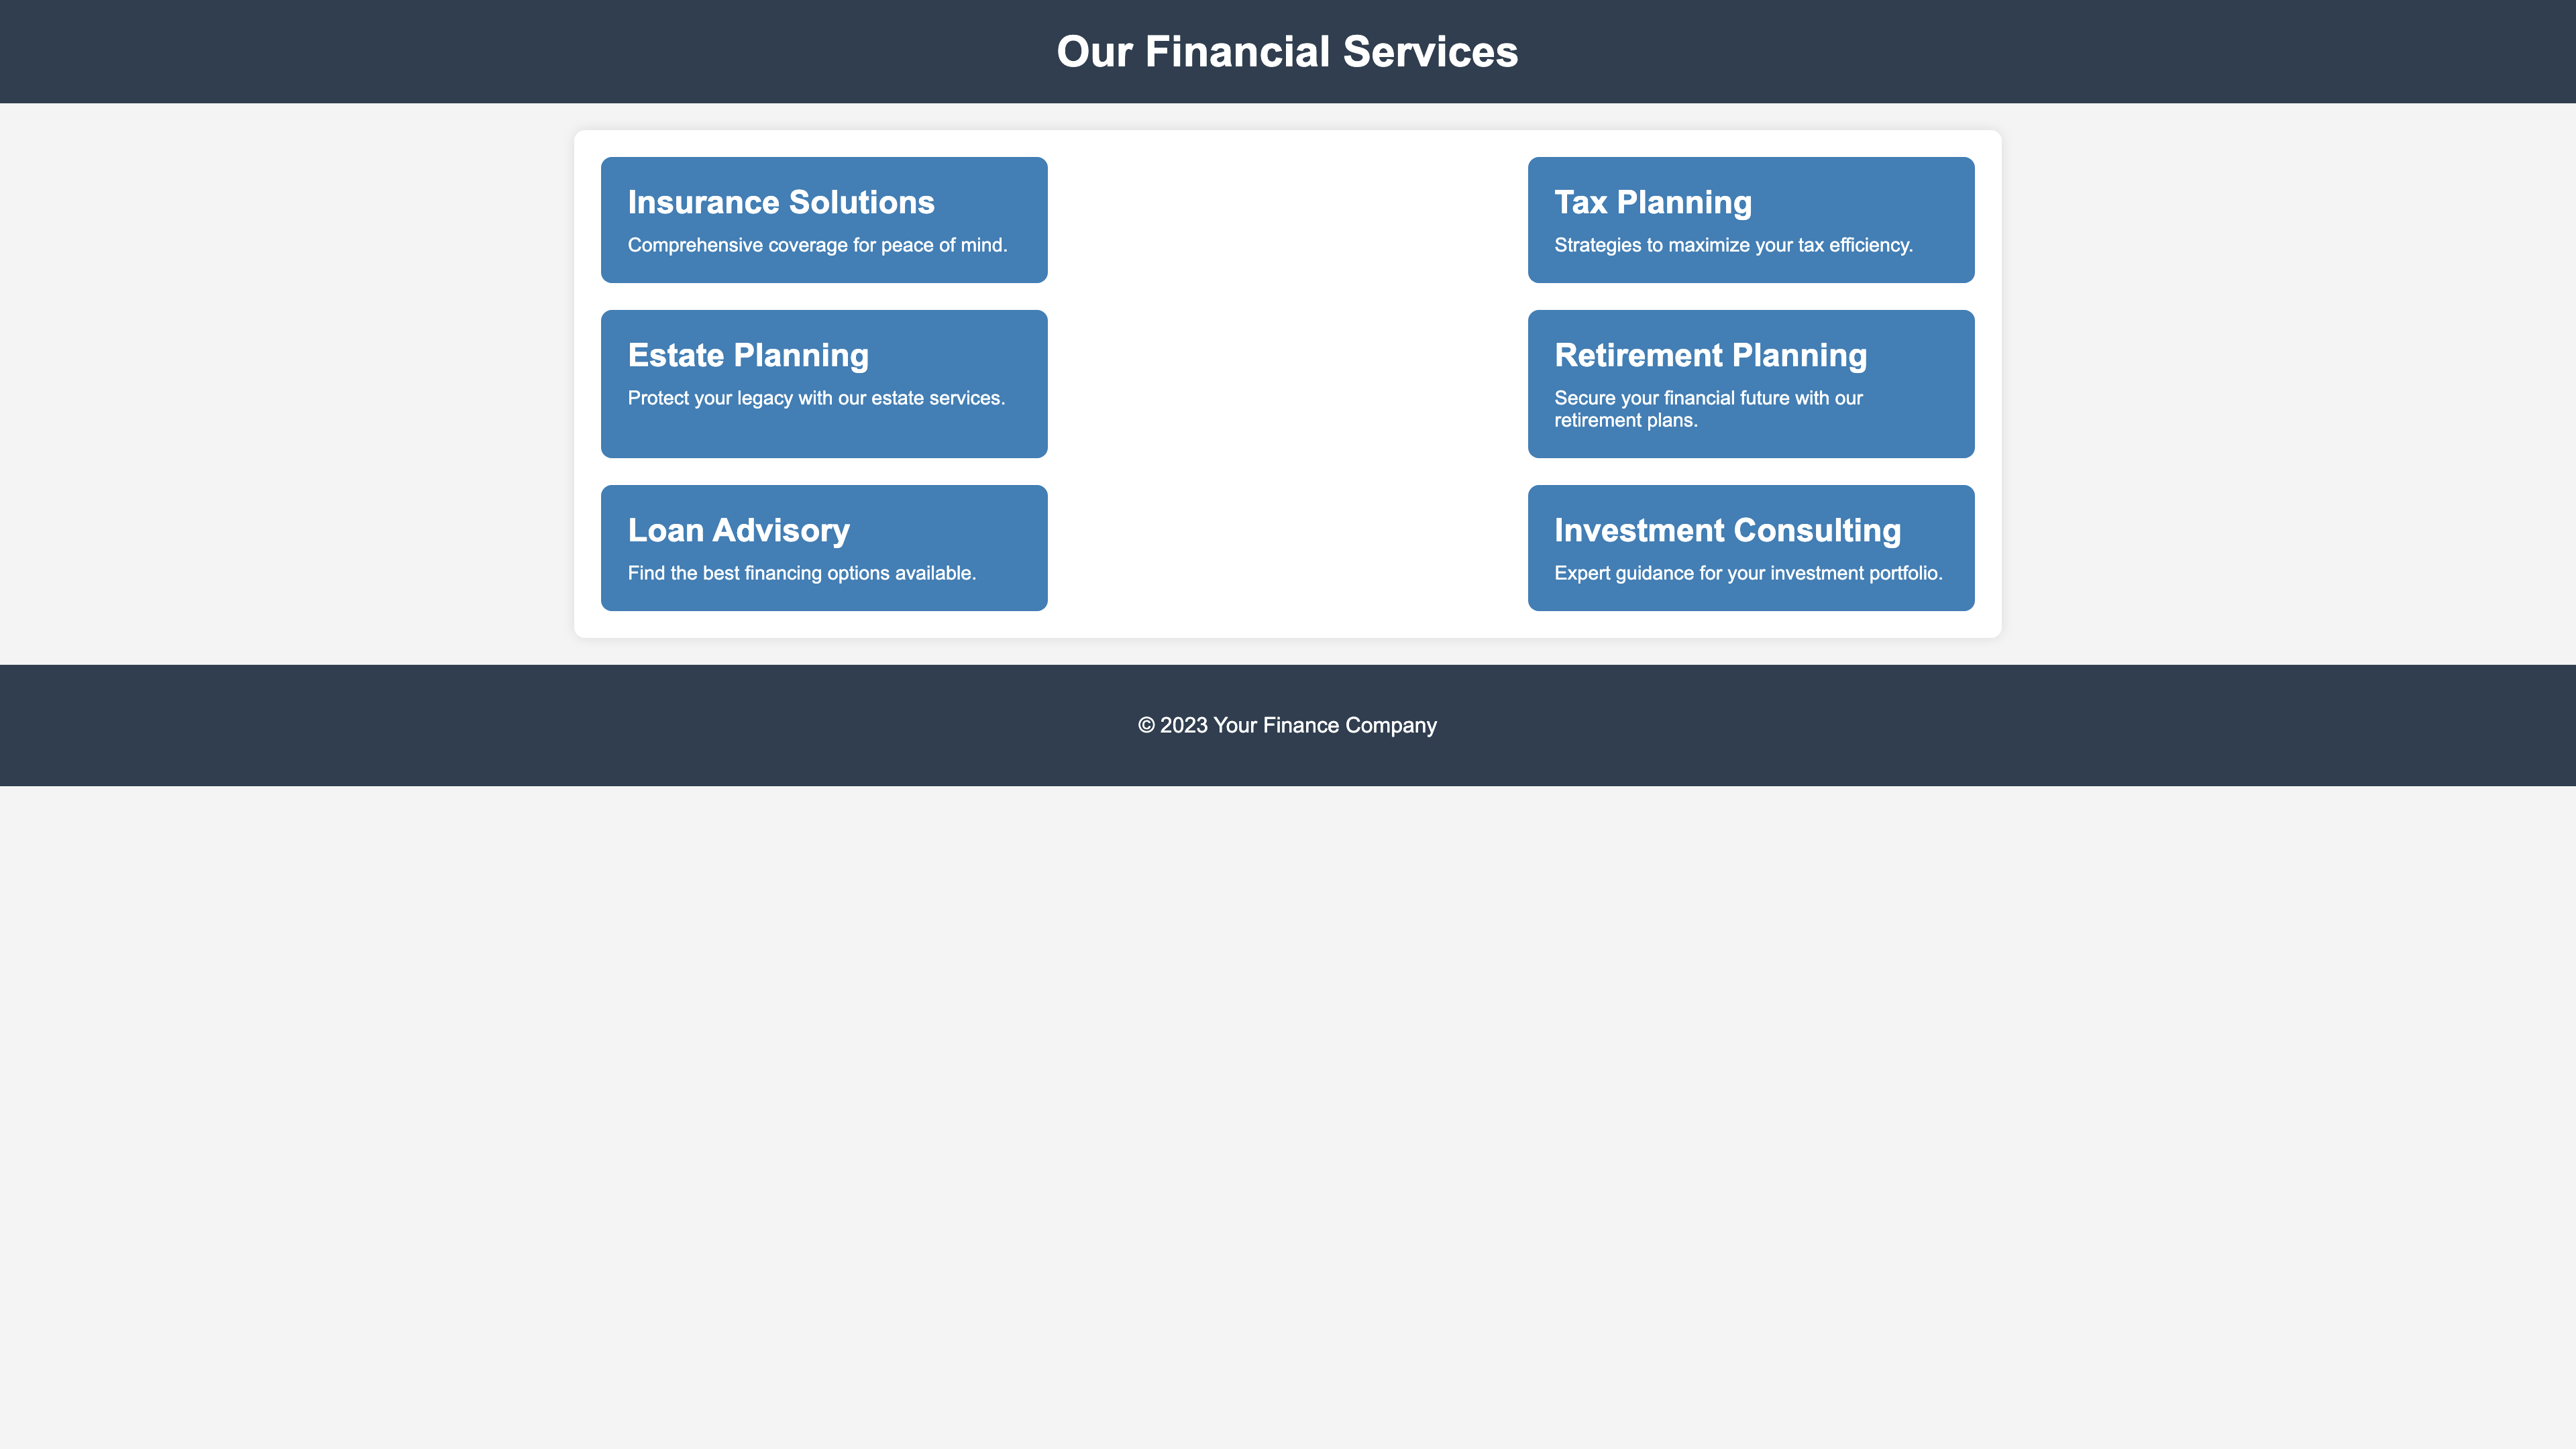 Our Financial Services
Insurance Solutions
Comprehensive coverage for peace of mind.
Tax Planning
Strategies to maximize your tax efficiency.
Estate Planning
Protect your legacy with our estate services.
Retirement Planning
Secure your financial future with our
retirement plans.
Loan Advisory
Find the best financing options available.
Investment Consulting
Expert guidance for your investment portfolio.
© 2023 Your Finance Company